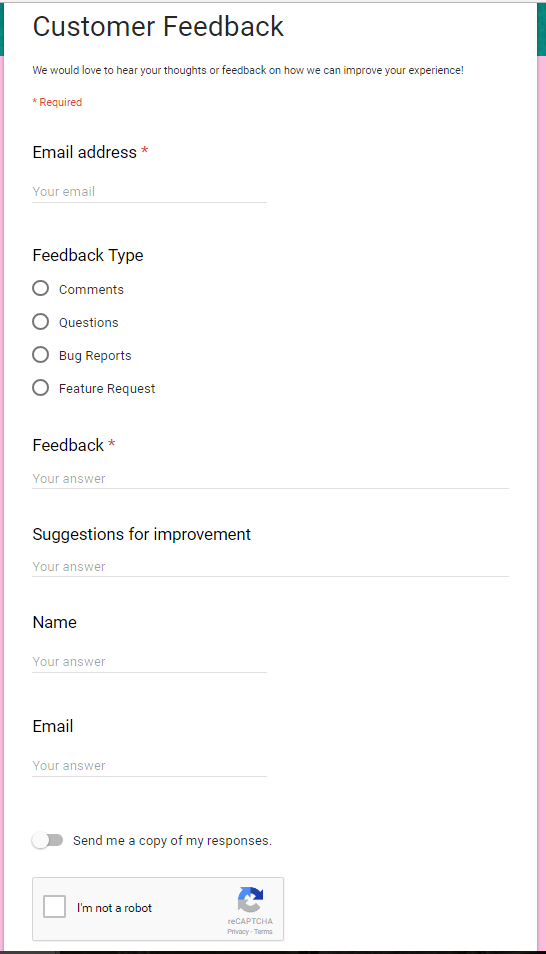 Customer Feedback
We would love to hear your thoughts or feedback on how we can improve your experience!
* Required
Email address *
Your email
Feedback Type
Comments
Questions
Bug Reports
Feature Request
Feedback *
Your answer
Suggestions for improvement
Your answer
Name
Your answer
Email
Your answer
Send me a copy of my responses.
I'm not a robot
reCAPTCHA
Privacy - Terms